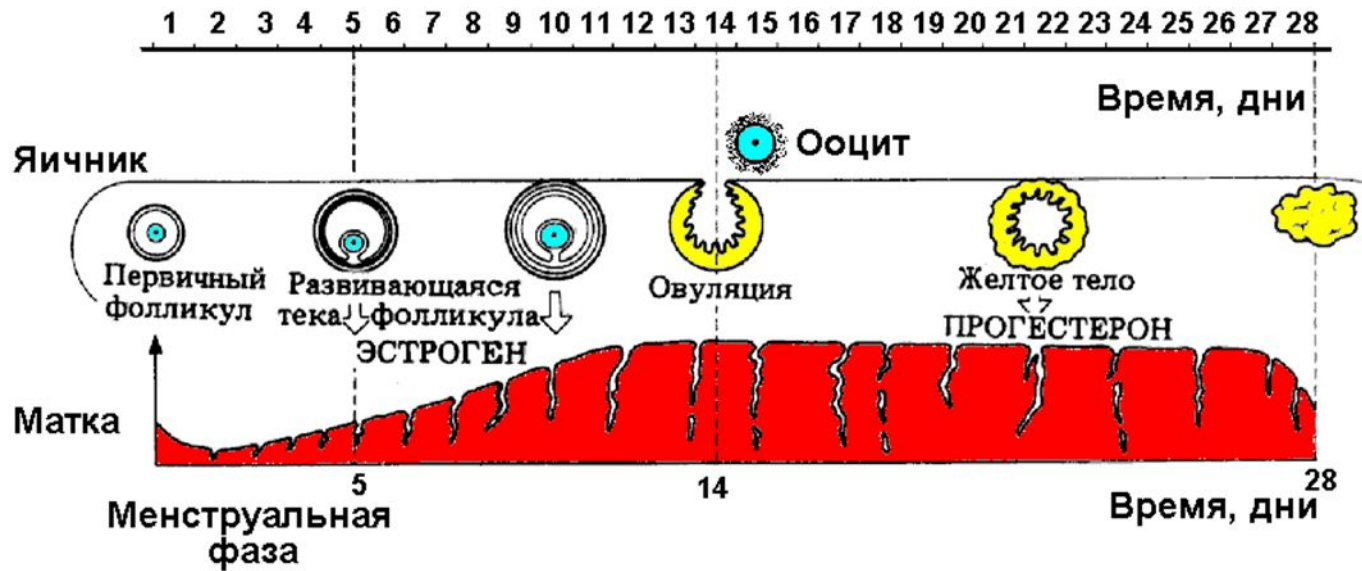 1 2 3 4 5 6 7 8 9 10 11 12 13 14 15 16 17 18 19 20 21 22 23 24 25 26 27 28
Время, дни
Ооцит
Яичник
Первичный
фолликул
Развивающаяся
тека фолликула
ЭСТРОГЕН
Овуляция
Желтое тело
ПРОГЕСТЕРОН
Матка
5 14 28
Менструальная
фаза
Время, дни